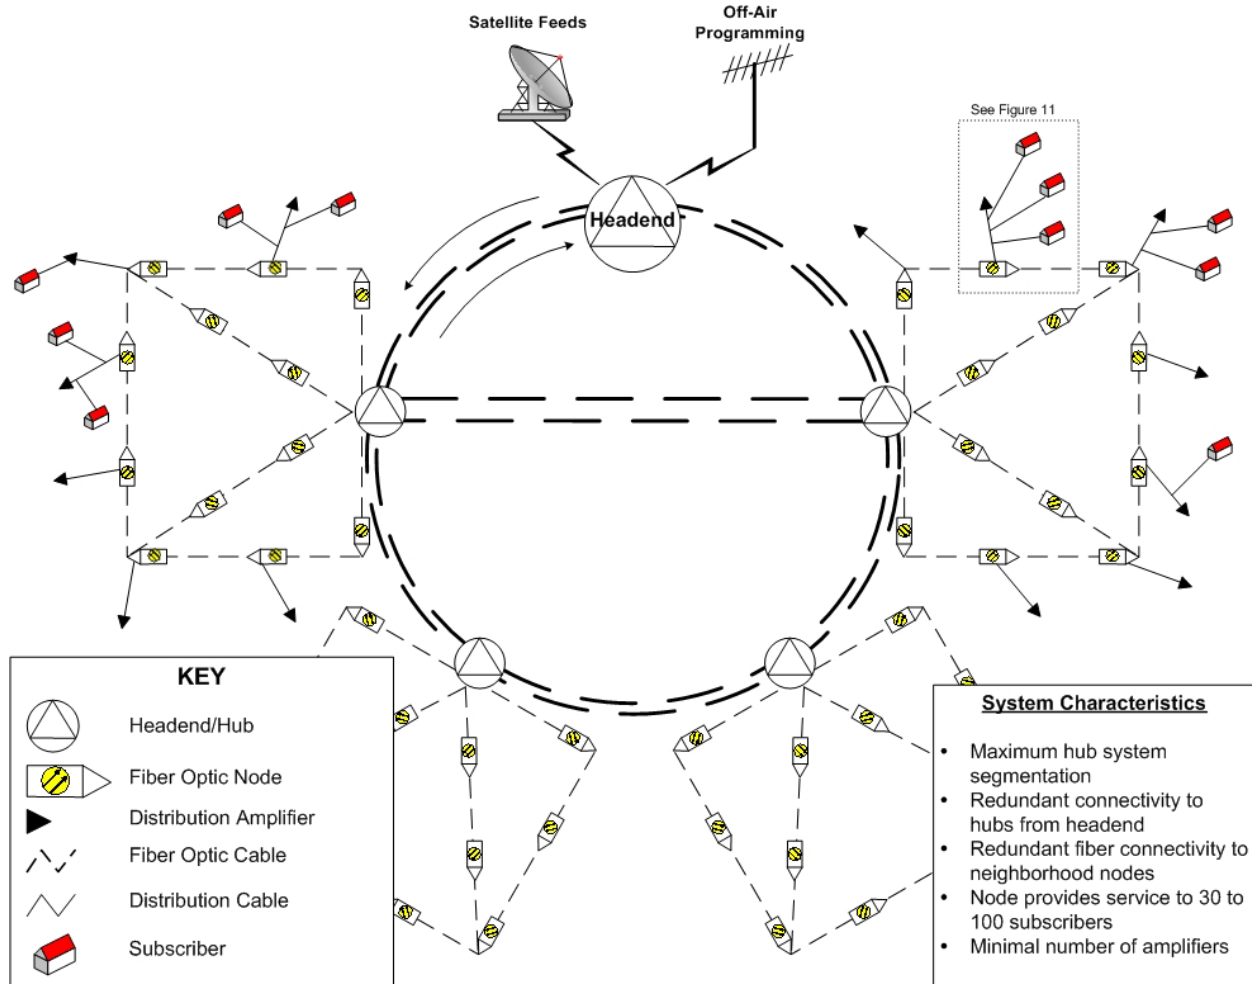 Satellite Feeds
Off-Air
Programming
See Figure 11
Headend
KEY
Headend/Hub
Fiber Optic Node
Distribution Amplifier
Fiber Optic Cable
Distribution Cable
Subscriber
System Characteristics
• Maximum hub system
segmentation
• Redundant connectivity to
hubs from headend
• Redundant fiber connectivity to
neighborhood nodes
• Node provides service to 30 to
100 subscribers
• Minimal number of amplifiers